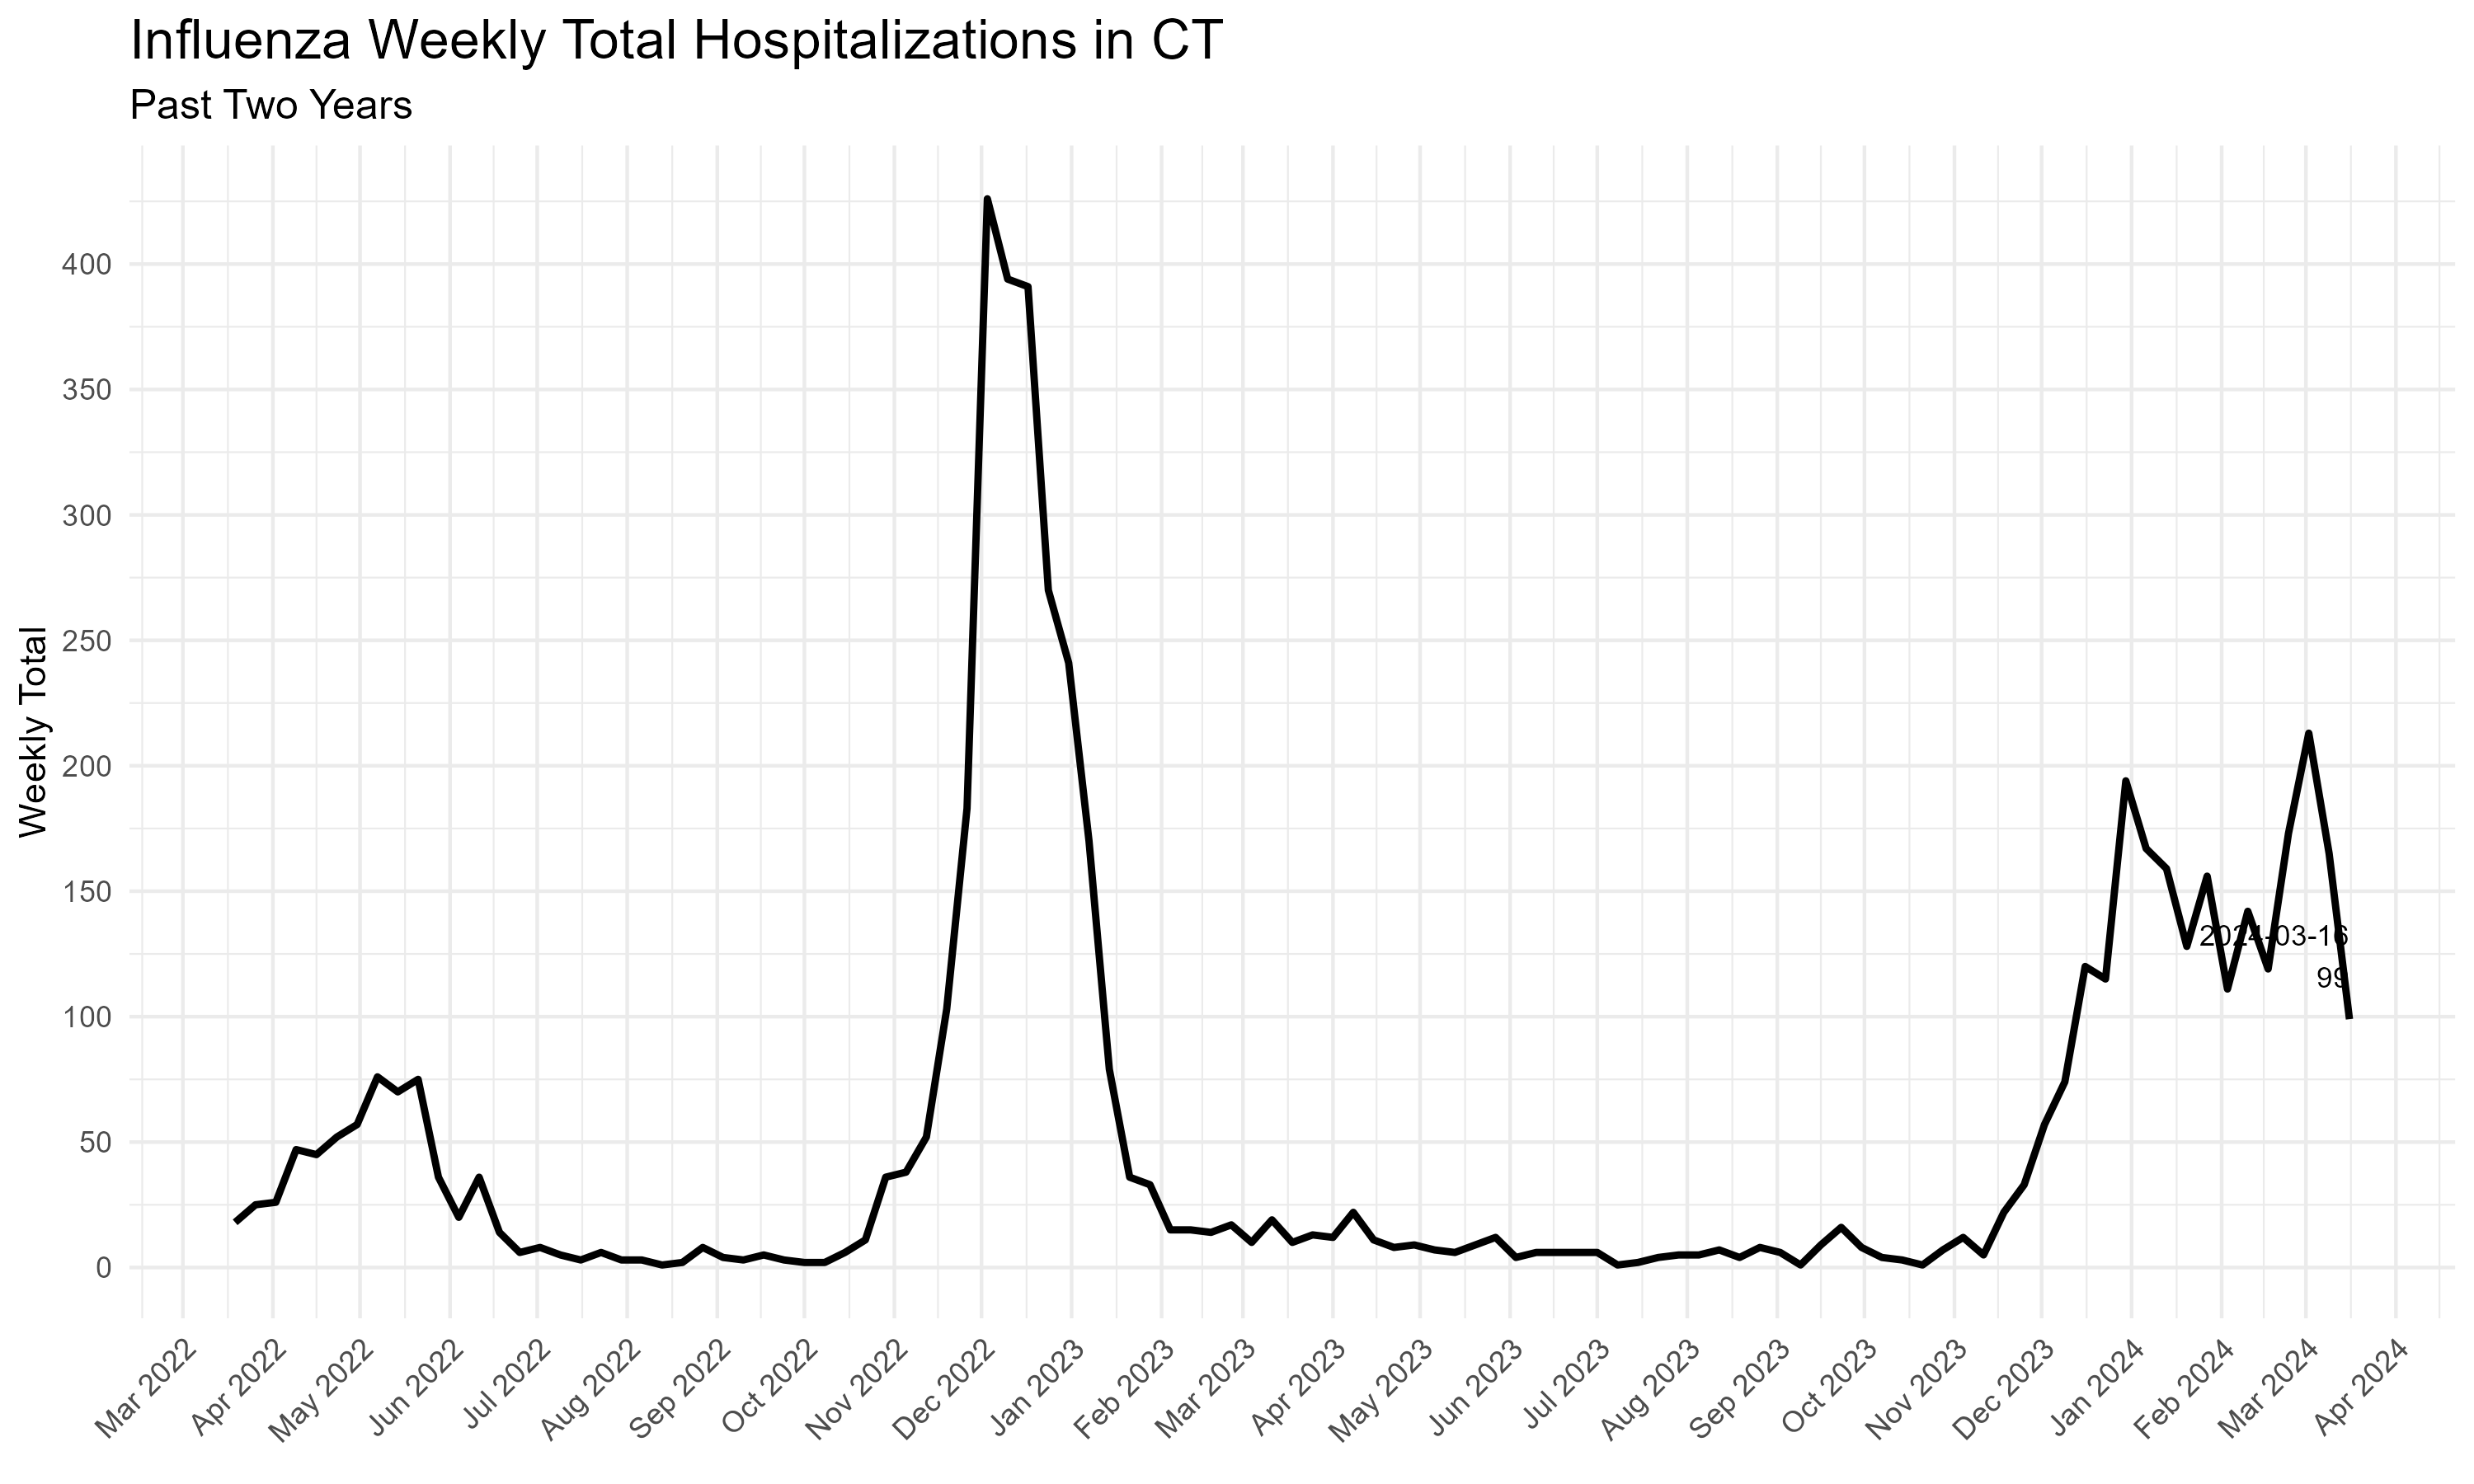 Influenza Weekly Total Hospitalizations in CT
Past Two Years
Weekly Total
400
350
300
250
200
150
100
50
0
2024-03-16
99
Mar 2022
Apr 2022
May 2022
Jun 2022
Jul 2022
Aug 2022
Sep 2022
Oct 2022
Nov 2022
Dec 2022
Jan 2023
Feb 2023
Mar 2023
Apr 2023
May 2023
Jun 2023
Jul 2023
Aug 2023
Sep 2023
Oct 2023
Nov 2023
Dec 2023
Jan 2024
Feb 2024
Mar 2024
Apr 2024